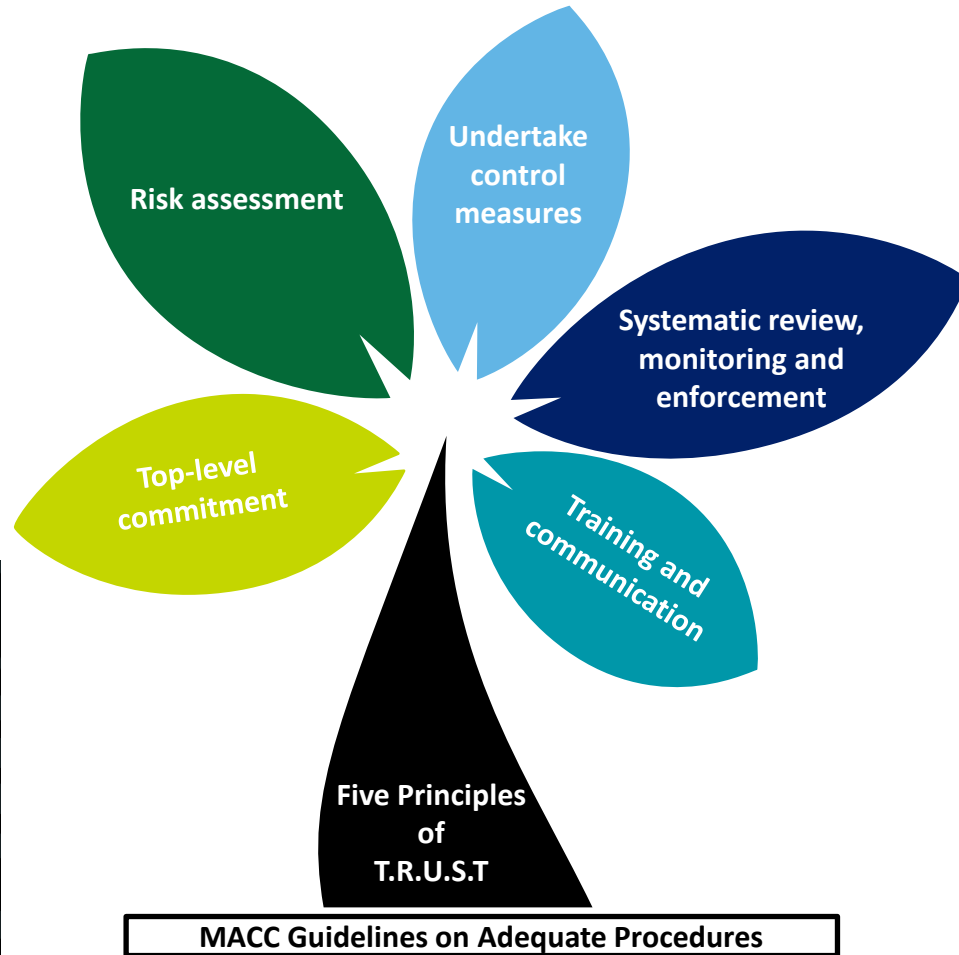 Top-level
commitment
Risk assessment
Undertake
control
measures
Systematic review,
monitoring and
enforcement
Training and
communication
Five Principles
of
T.R.U.S.T
MACC Guidelines on Adequate Procedures